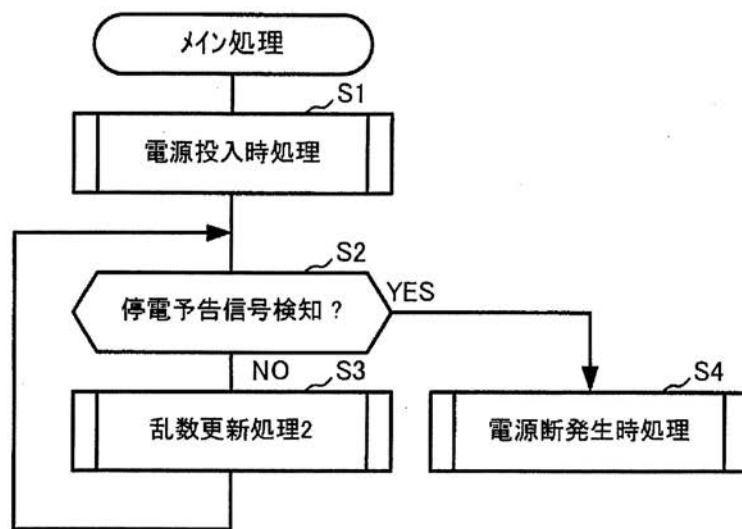 メイン処理
S1
電源投入時処理
S2
停電予告信号検知？
YES
NO
S3
乱数更新処理2
S4
電源断発生時処理